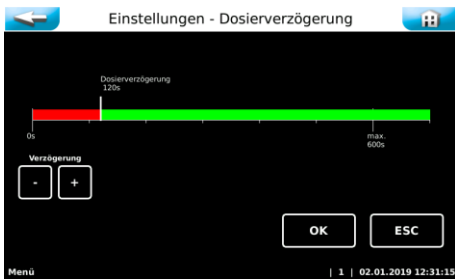 Einstellungen - Dosierverzögerung
Dosierverzögerung
120s
0s
max.
600s
Verzögerung
- +
OK ESC
Menü | 1 | 02.01.2019 12:31:15